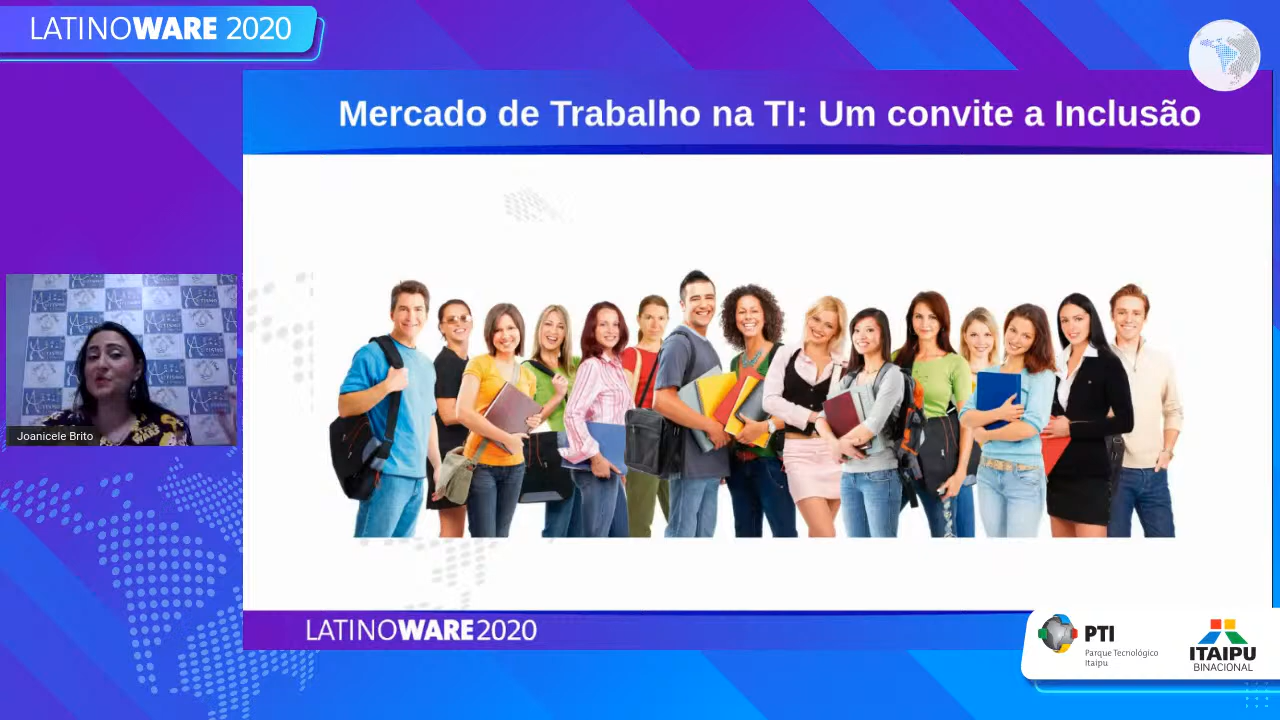 LATINOWARE 2020
Mercado de Trabalho na TI: Um convite a Inclusão
Joanicele Brito
LATINOWARE2020
PTI
Parque Tecnológico
Itaipu
ITAIPU
BINACIONAL